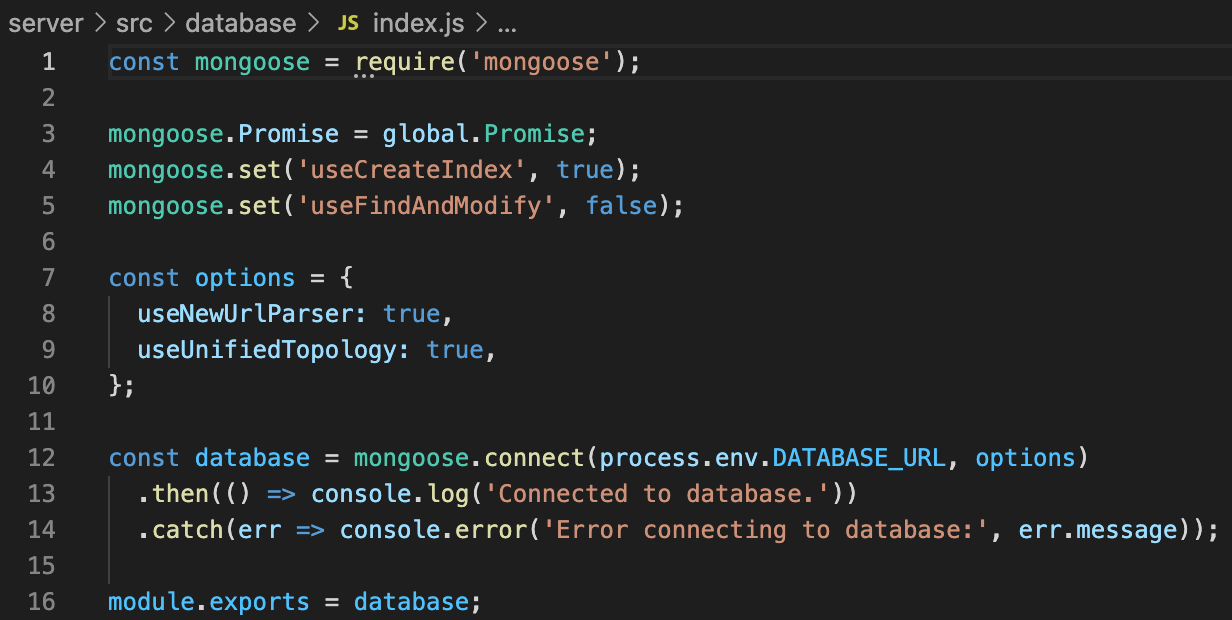 server > src > database > JS index.js > ...
1 const mongoose = require('mongoose');
2
3 mongoose.Promise = global.Promise;
4 mongoose.set('useCreateIndex', true);
5 mongoose.set('useFindAndModify', false);
6
7 const options = {
8   useNewUrlParser: true,
9   useUnifiedTopology: true,
10 };
11
12 const database = mongoose.connect(process.env.DATABASE_URL, options)
13   .then(() => console.log('Connected to database.'))
14   .catch(err => console.error('Error connecting to database:', err.message));
15
16 module.exports = database;